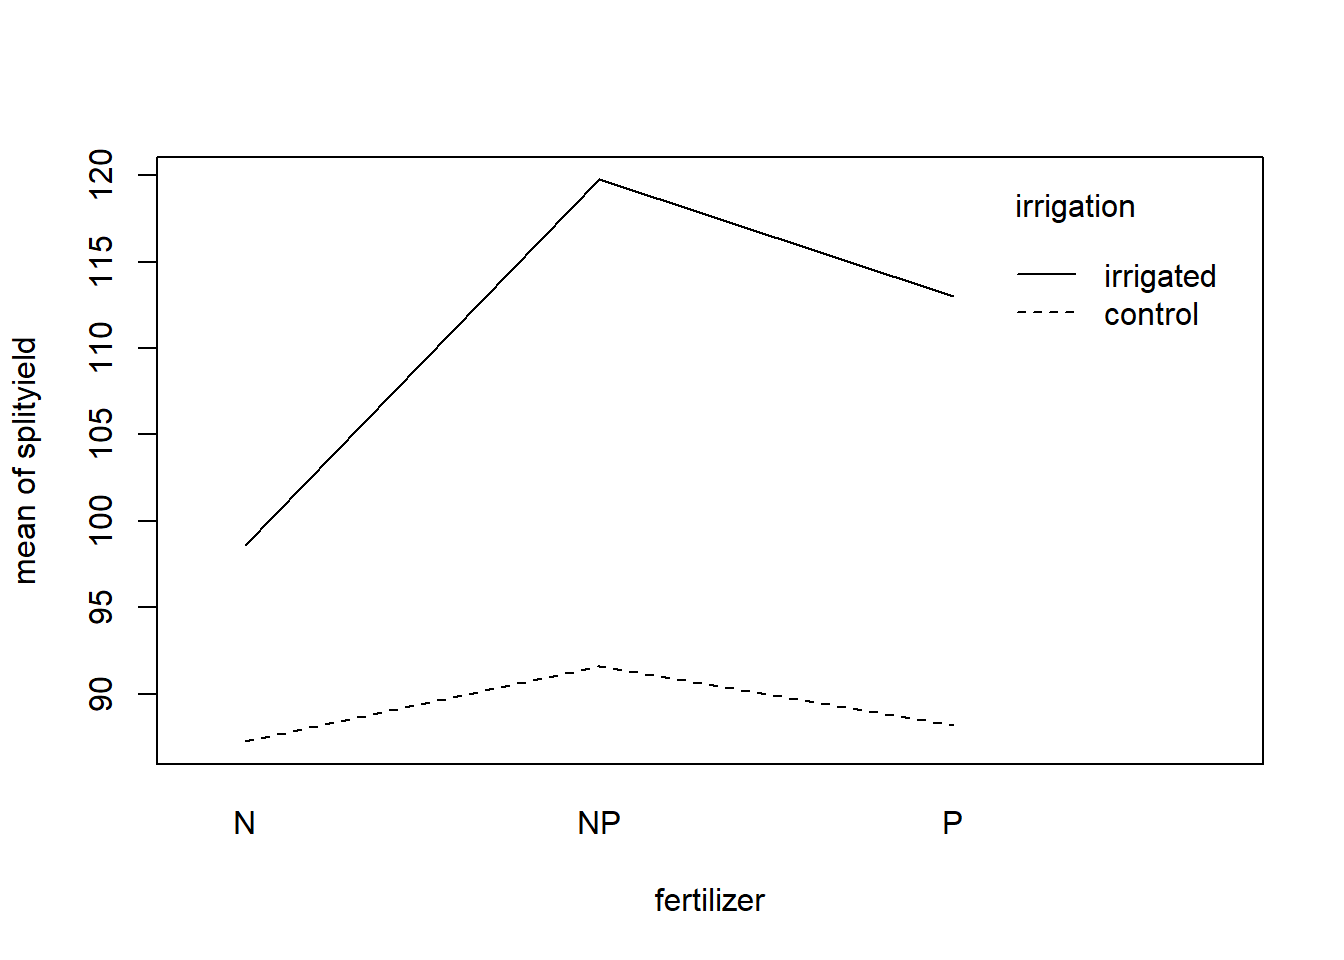 mean of splityield
120
115
110
105
100
95
90
irrigation
irrigated
control
N NP P
fertilizer